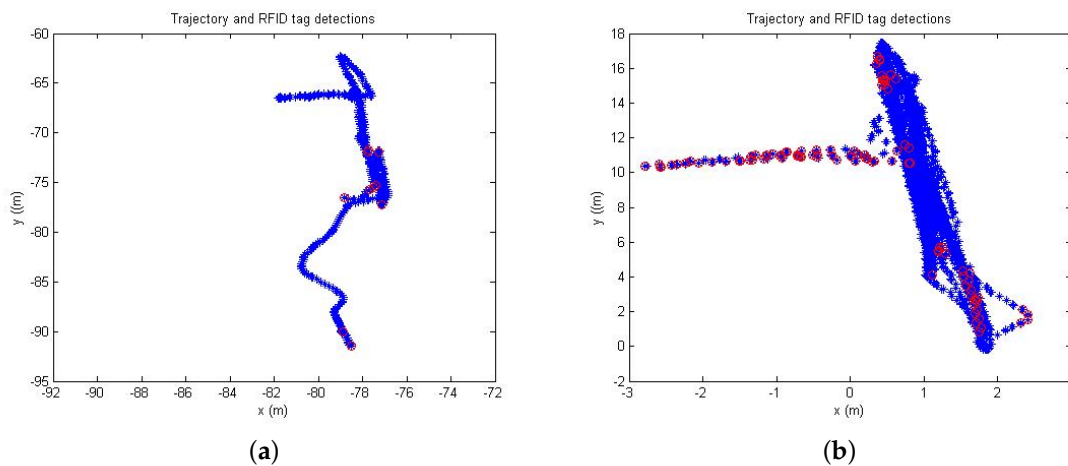 Trajectory and RFID tag detections
-60
-65
-70
-75
-80
-85
-90
-95
y ((m)
-92 -90 -88 -86 -84 -82 -80 -78 -76 -74 -72
x (m)
(a)
Trajectory and RFID tag detections
18
16
14
12
10
8
6
4
2
0
-2
y ((m)
-3 -2 -1 0 1 2
x (m)
(b)